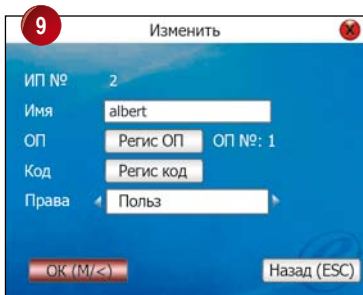 9
Изменить
ИП № 2
Имя albert
ОП Регис ОП ОП №: 1
Код Регис код
Права Польз
OK (M/<) Назад (ESC)